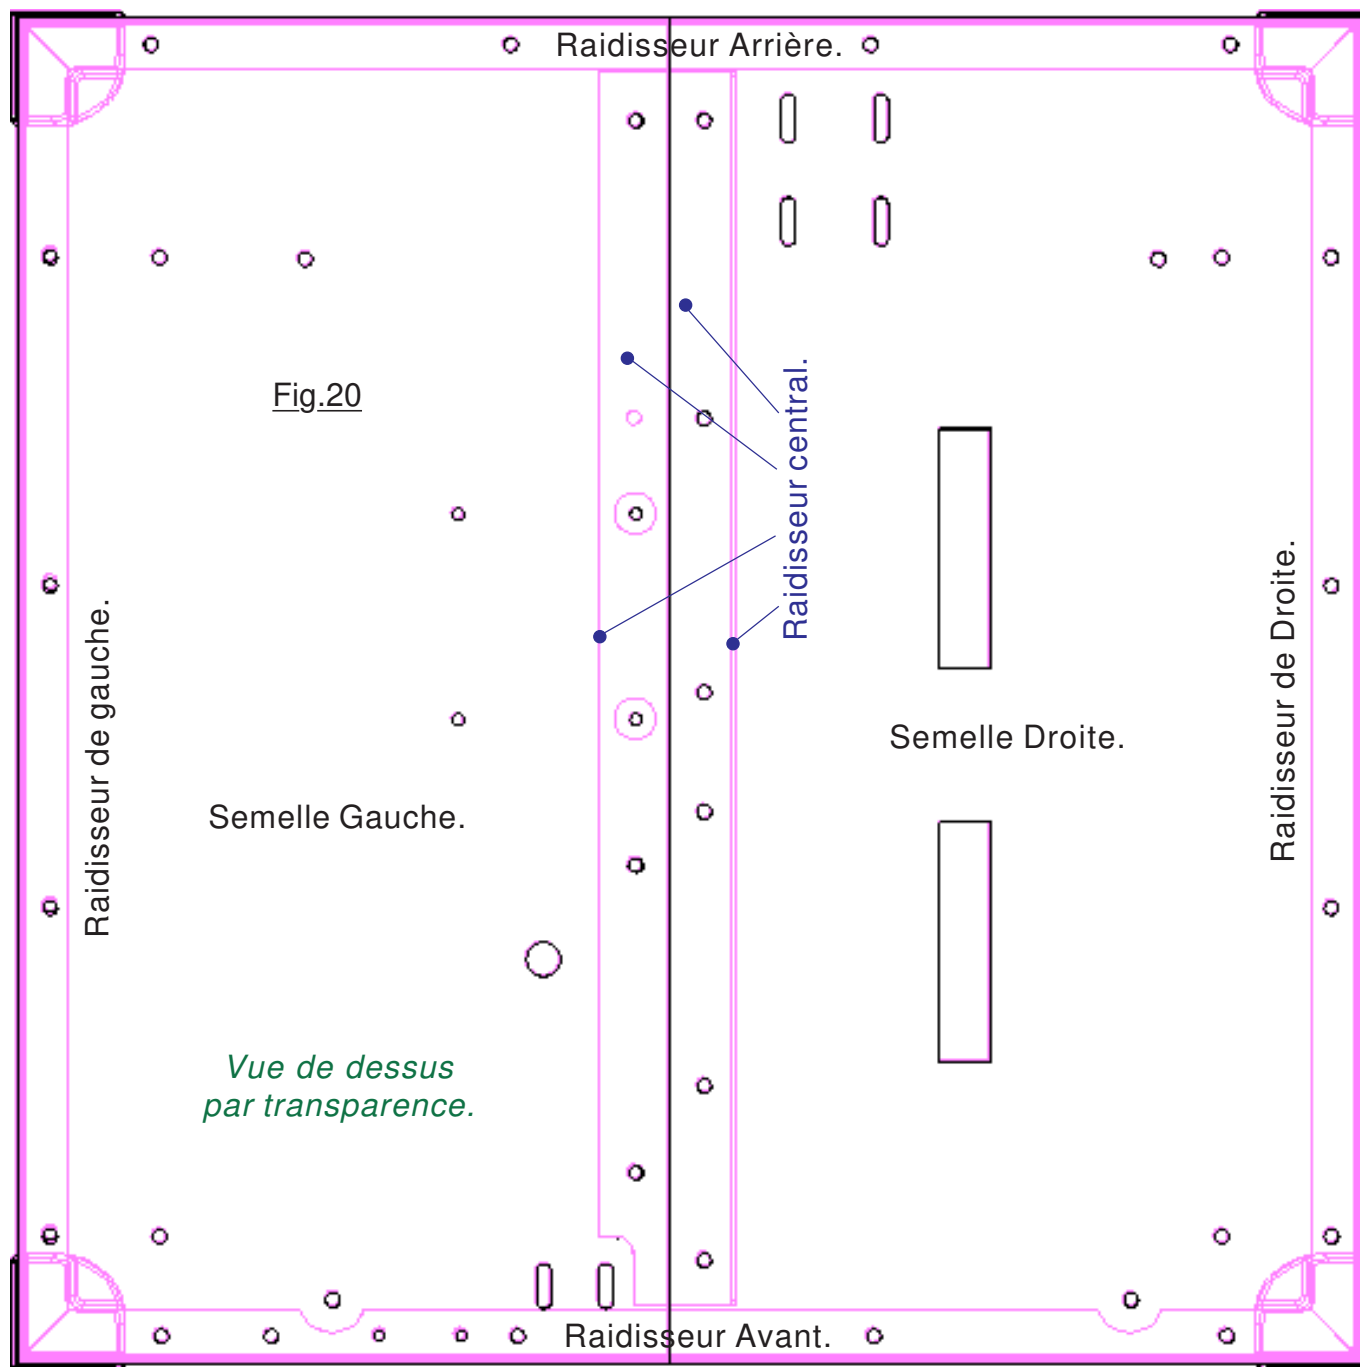 Raidisseur Arrière.
Fig.20
Raidisseur central.
Raidisseur de gauche.
Raidisseur de Droite.
Semelle Droite.
Semelle Gauche.
Vue de dessus
par transparence.
Raidisseur Avant.